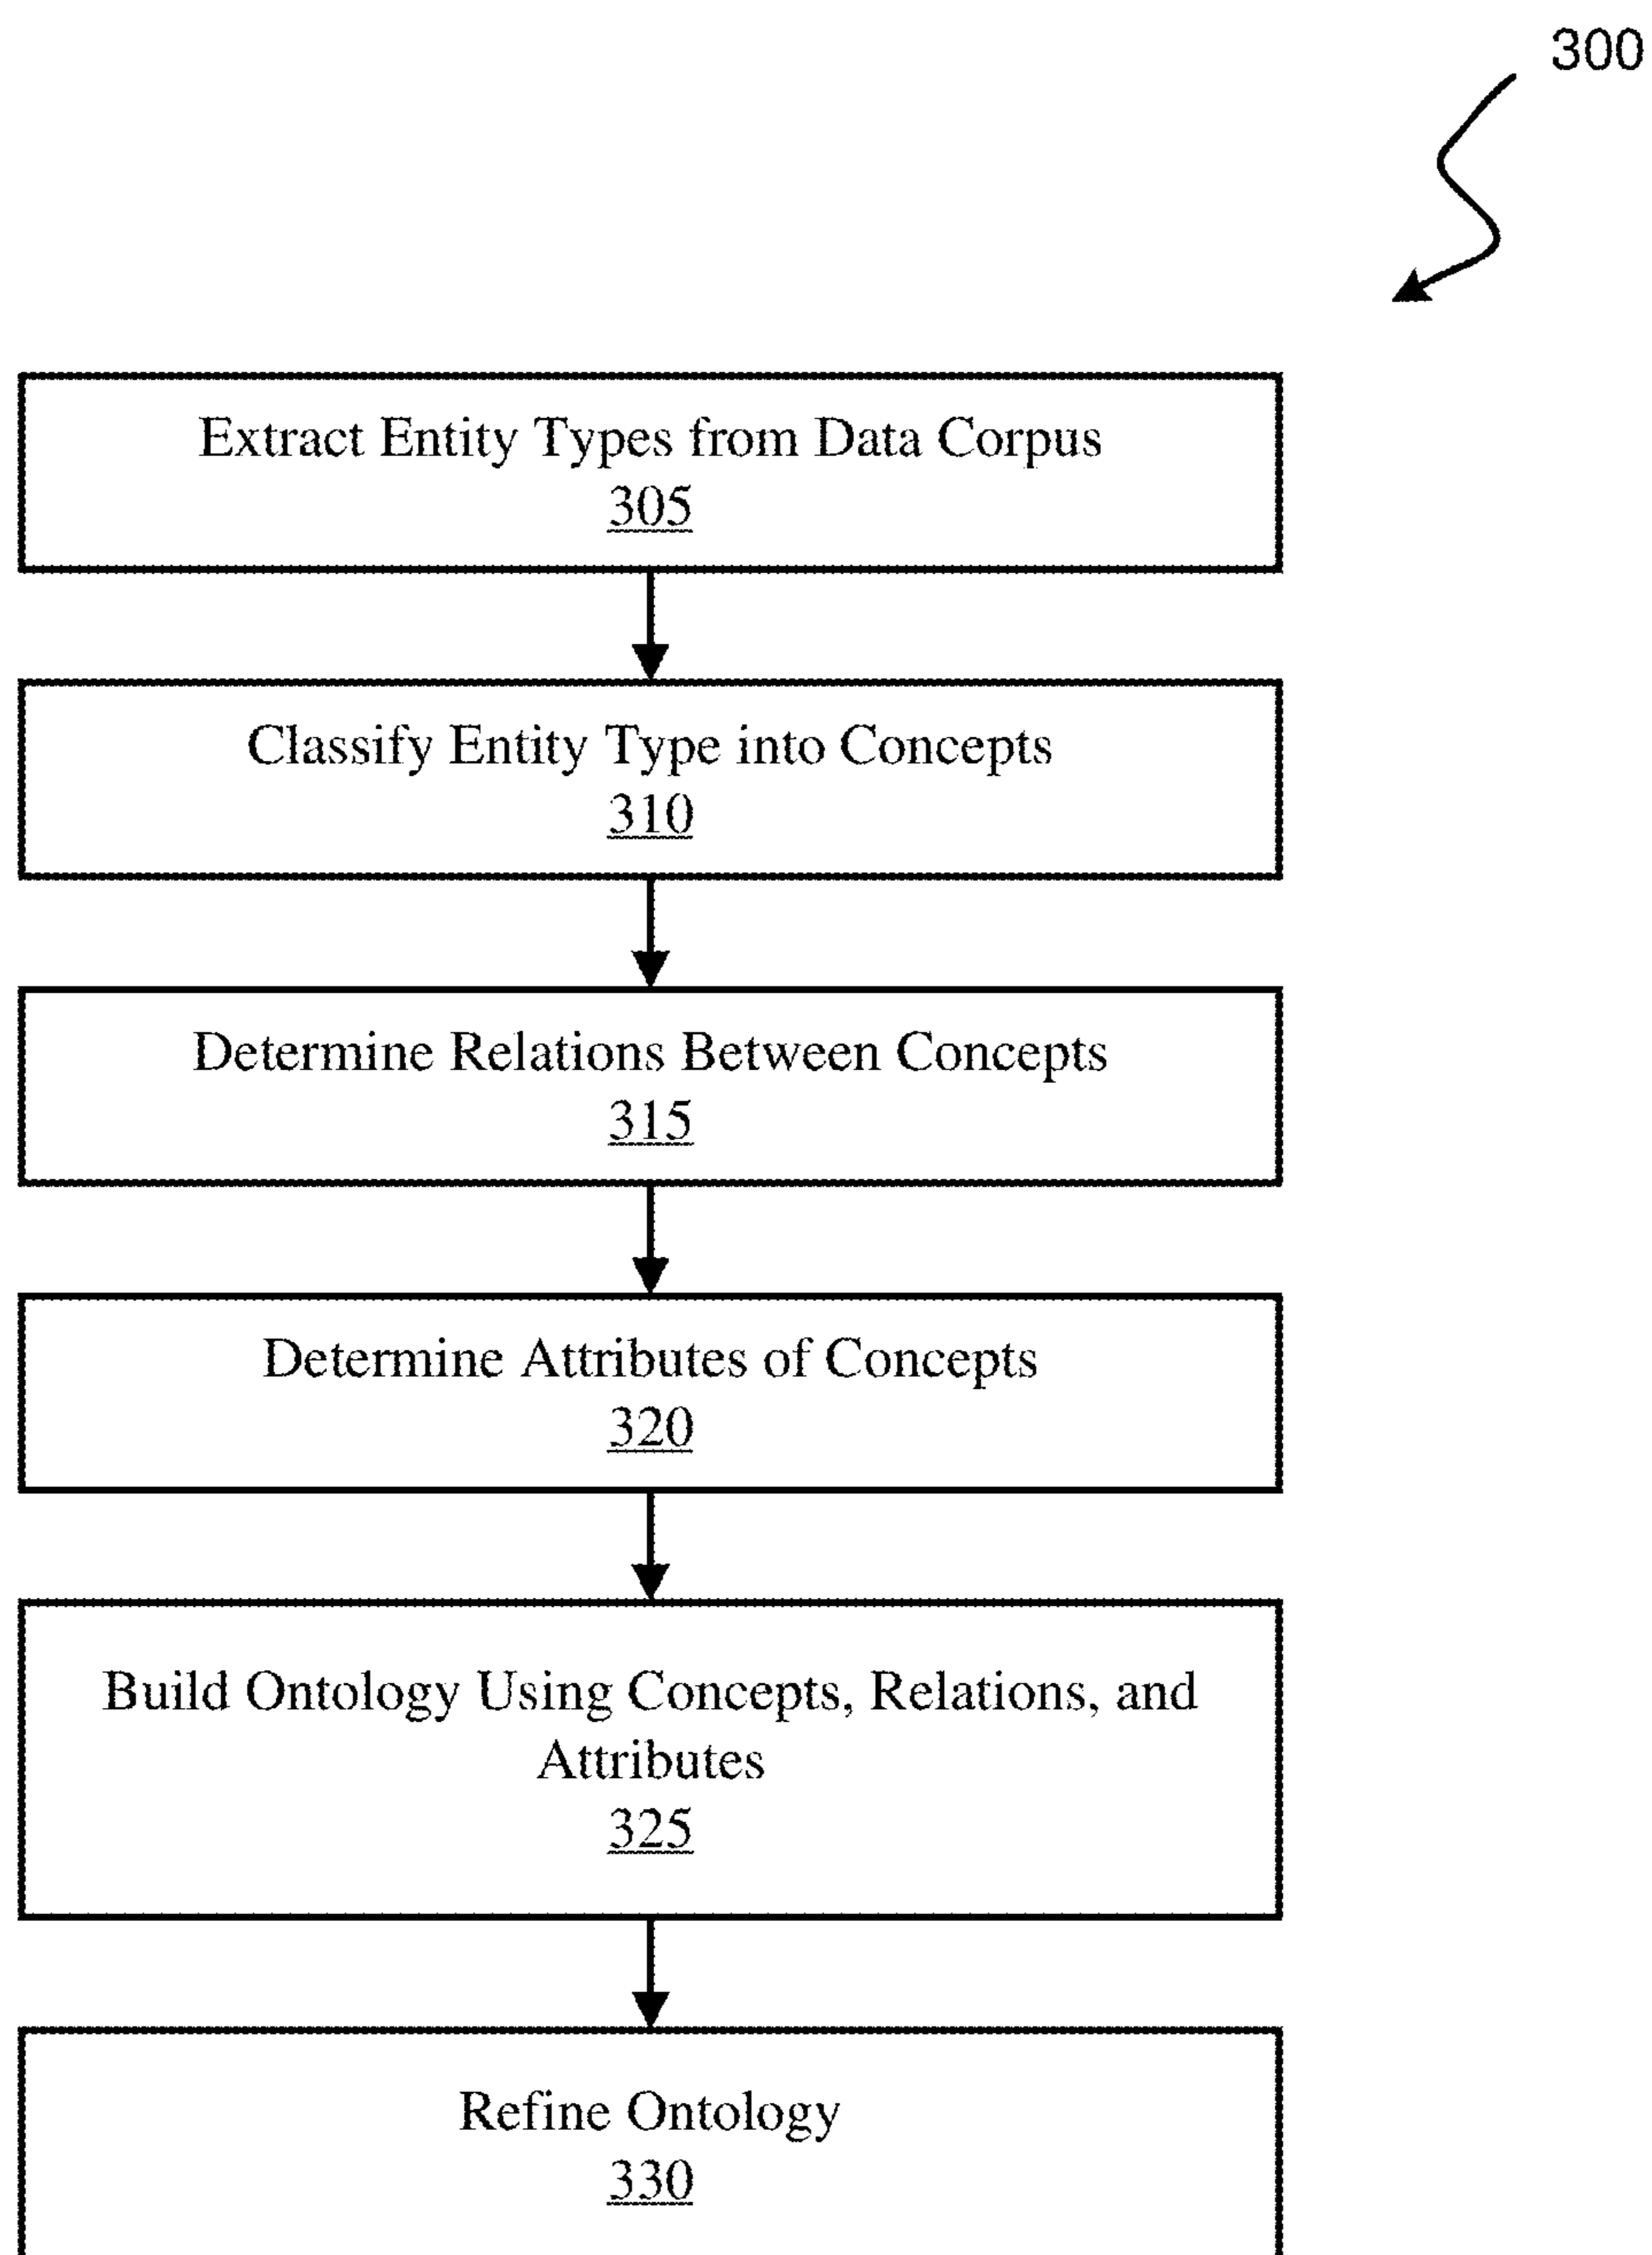 300
Extract Entity Types from Data Corpus
305
Classify Entity Type into Concepts
310
Determine Relations Between Concepts
315
Determine Attributes of Concepts
320
Build Ontology Using Concepts, Relations, and
Attributes
325
Refine Ontology
330